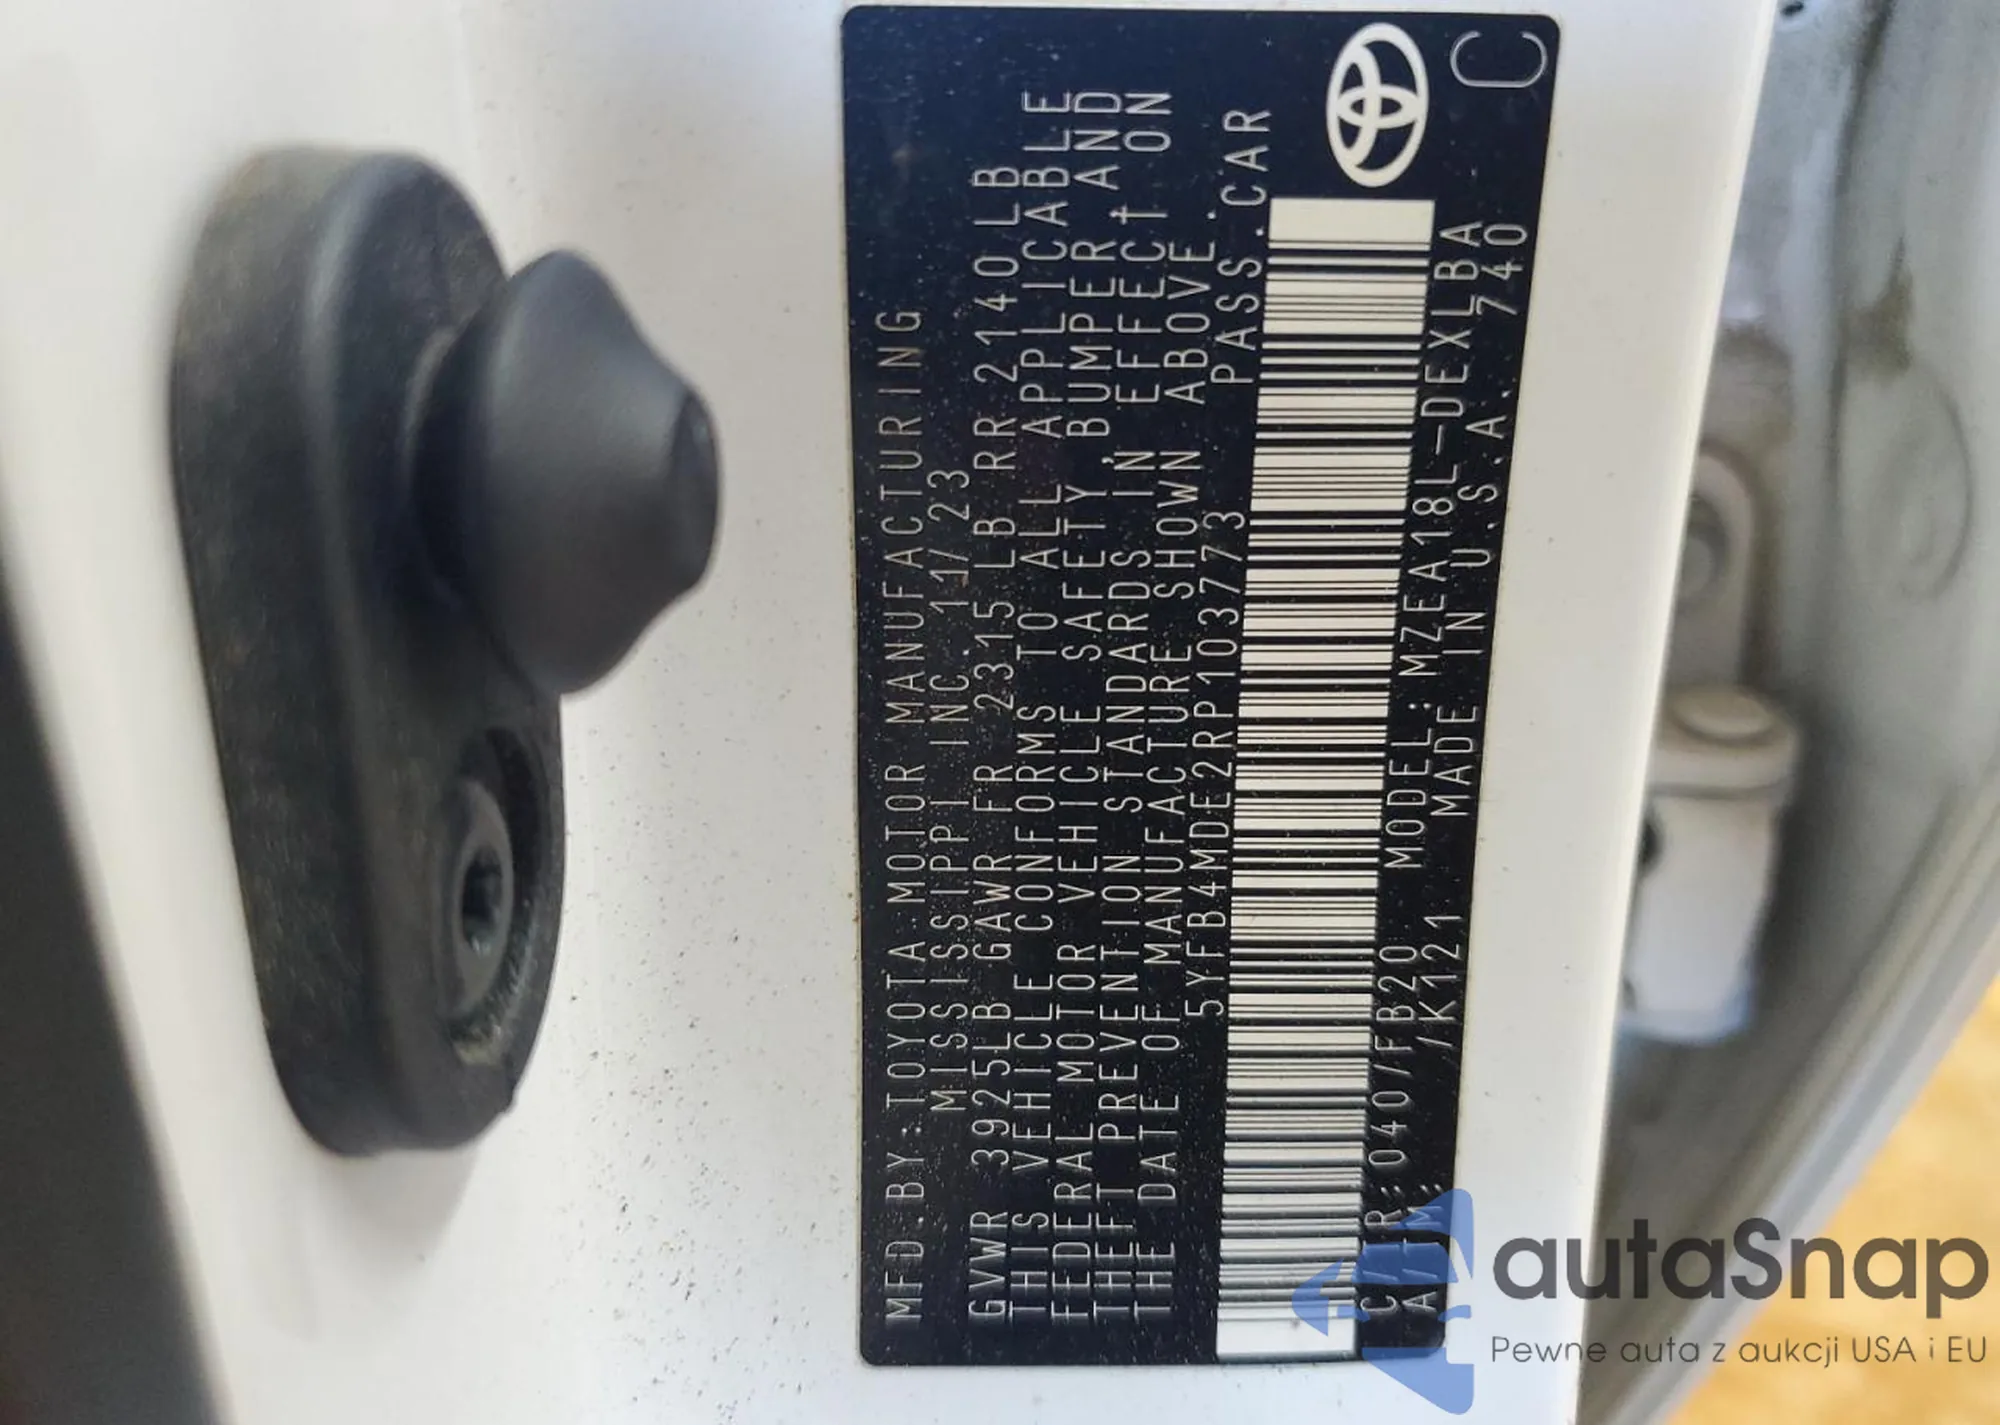 MFD.BY: TOYOTA MOTOR MANUFACTURING
MISSISSIPPI INC. 11/23
GVWR 3925LB GAWR FR 2315LB RR 2140LB
THIS VEHICLE CONFORMS TO ALL APPLICABLE
FEDERAL MOTOR VEHICLE SAFETY, BUMPER, AND
THEFT PREVENTION STANDARDS IN EFFECT ON
THE DATE OF MANUFACTURE SHOWN ABOVE.
5YFB4MDE2RP103773 PASS.CAR
C/TR: 040/FB20 MODEL: MZEA18L-DEXLBA
A/TM: /K121 MADE IN U.S.A. 740
C
autaSnap
Pewne auta z aukcji USA i EU